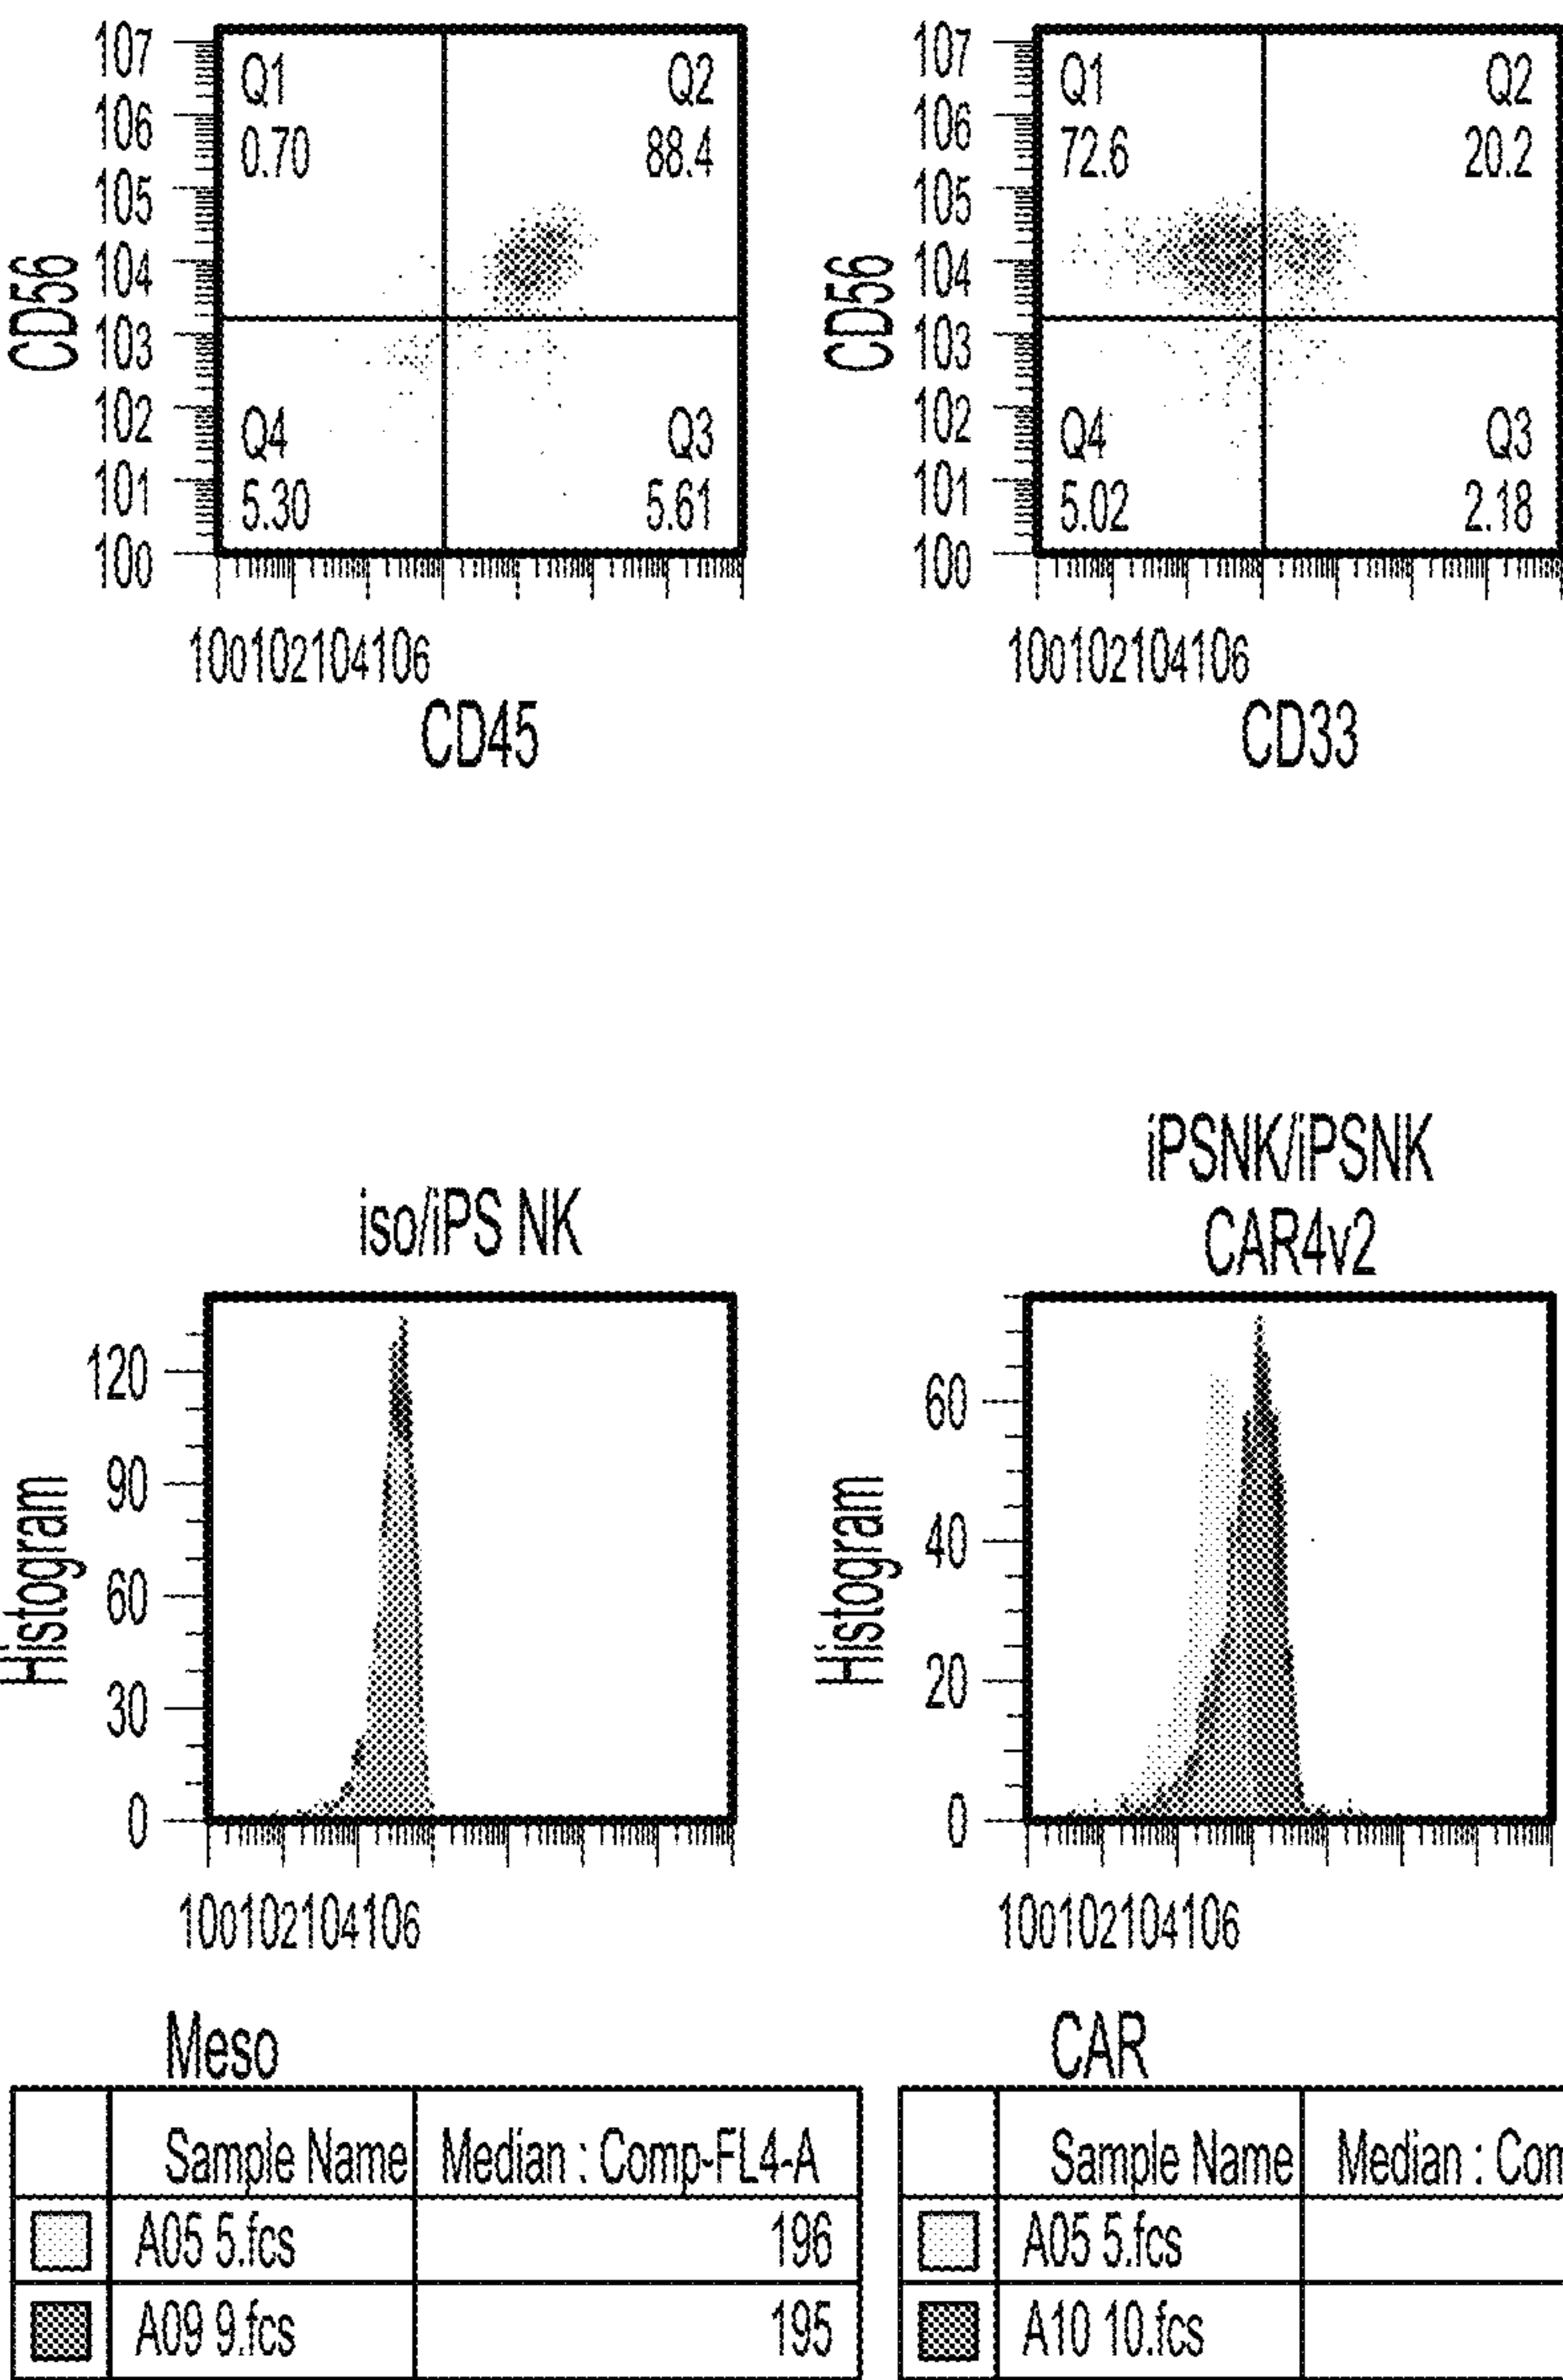 107
106
105
104
103
102
101
100
CD56
Q1
0.70
Q2
88.4
Q4
5.30
Q3
5.61
100102104106
CD45
107
106
105
104
103
102
101
100
CD56
Q1
72.6
Q2
20.2
Q4
5.02
Q3
2.18
100102104106
CD33
iso/iPS NK
120
90
60
30
0
Histogram
100102104106
iPSNK/iPSNK
CAR4v2
60
40
20
0
Histogram
100102104106
Meso
Sample Name Median : Comp-FL4-A
A05 5.fcs 196
A09 9.fcs 195
CAR
Sample Name Median : Com
A05 5.fcs
A10 10.fcs